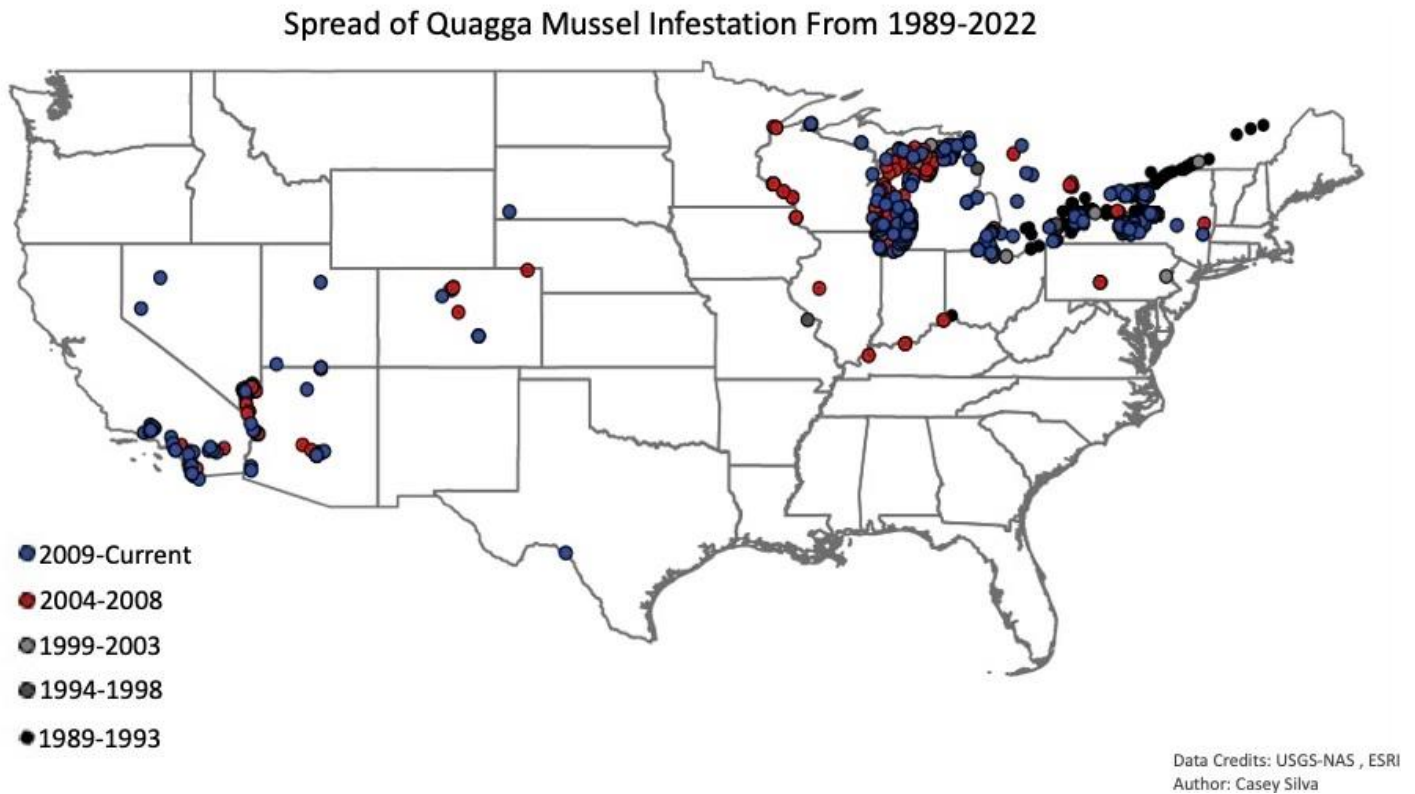 Spread of Quagga Mussel Infestation From 1989-2022
2009-Current
2004-2008
1999-2003
1994-1998
1989-1993
Data Credits: USGS-NAS , ESRI
Author: Casey Silva